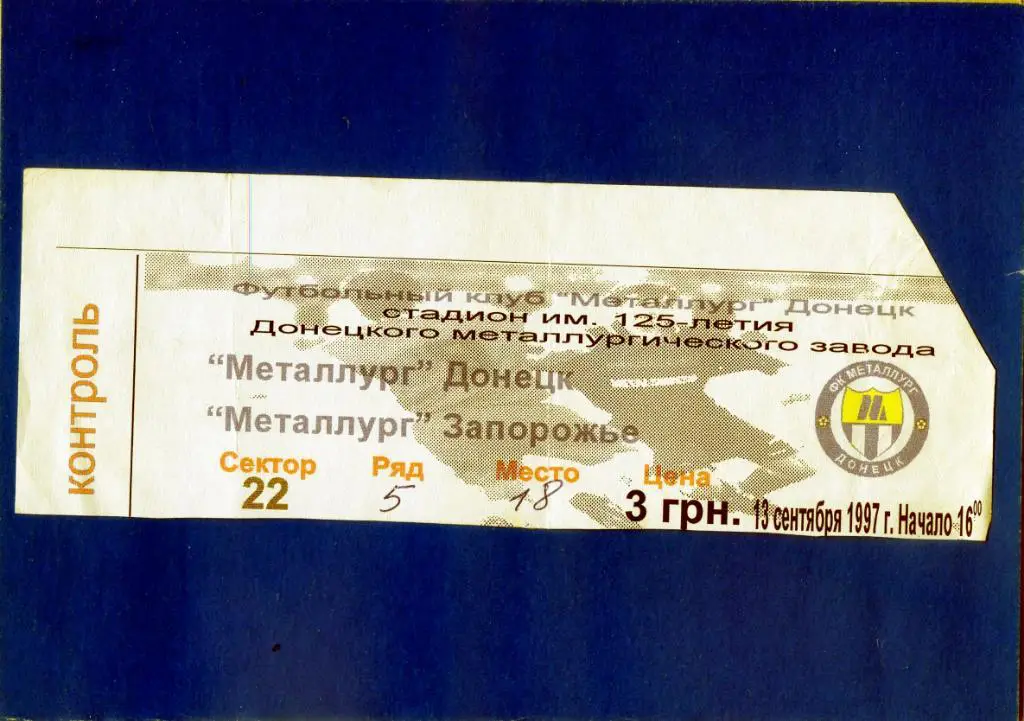 контроль
Футбольный клуб "Металлург" Донецк
стадион им. 125-летия
Донецкого металлургического завода
“Металлург” Донецк
“Металлург” Запорожье
Сектор Ряд Место Цена
22 5 18 3 грн. 13 сентября 1997 г. Начало 16⁰⁰
ФК МЕТАЛЛУРГ
М
ДОНЕЦК